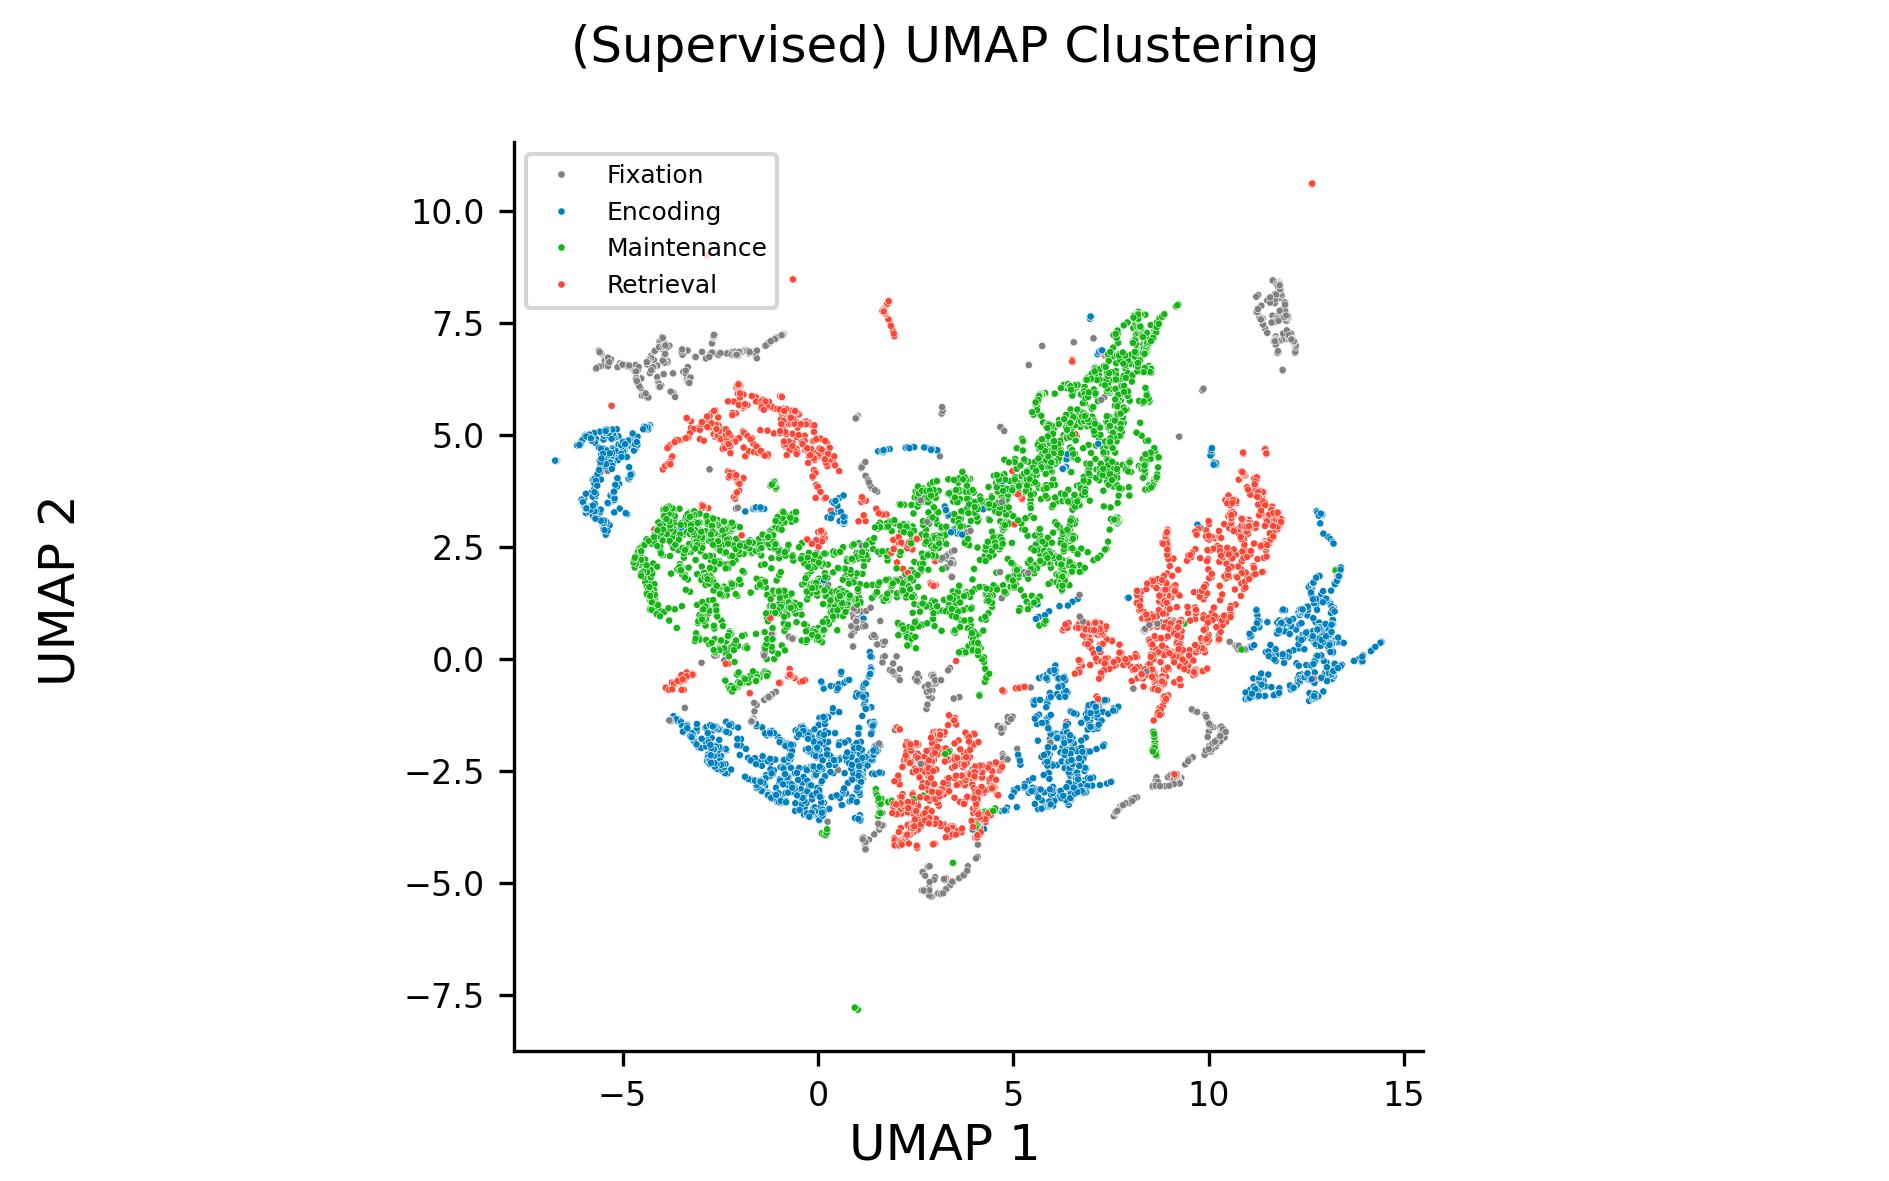 (Supervised) UMAP Clustering
Fixation
Encoding
Maintenance
Retrieval
10.0
7.5
5.0
2.5
0.0
−2.5
−5.0
−7.5
UMAP 2
−5 0 5 10 15
UMAP 1